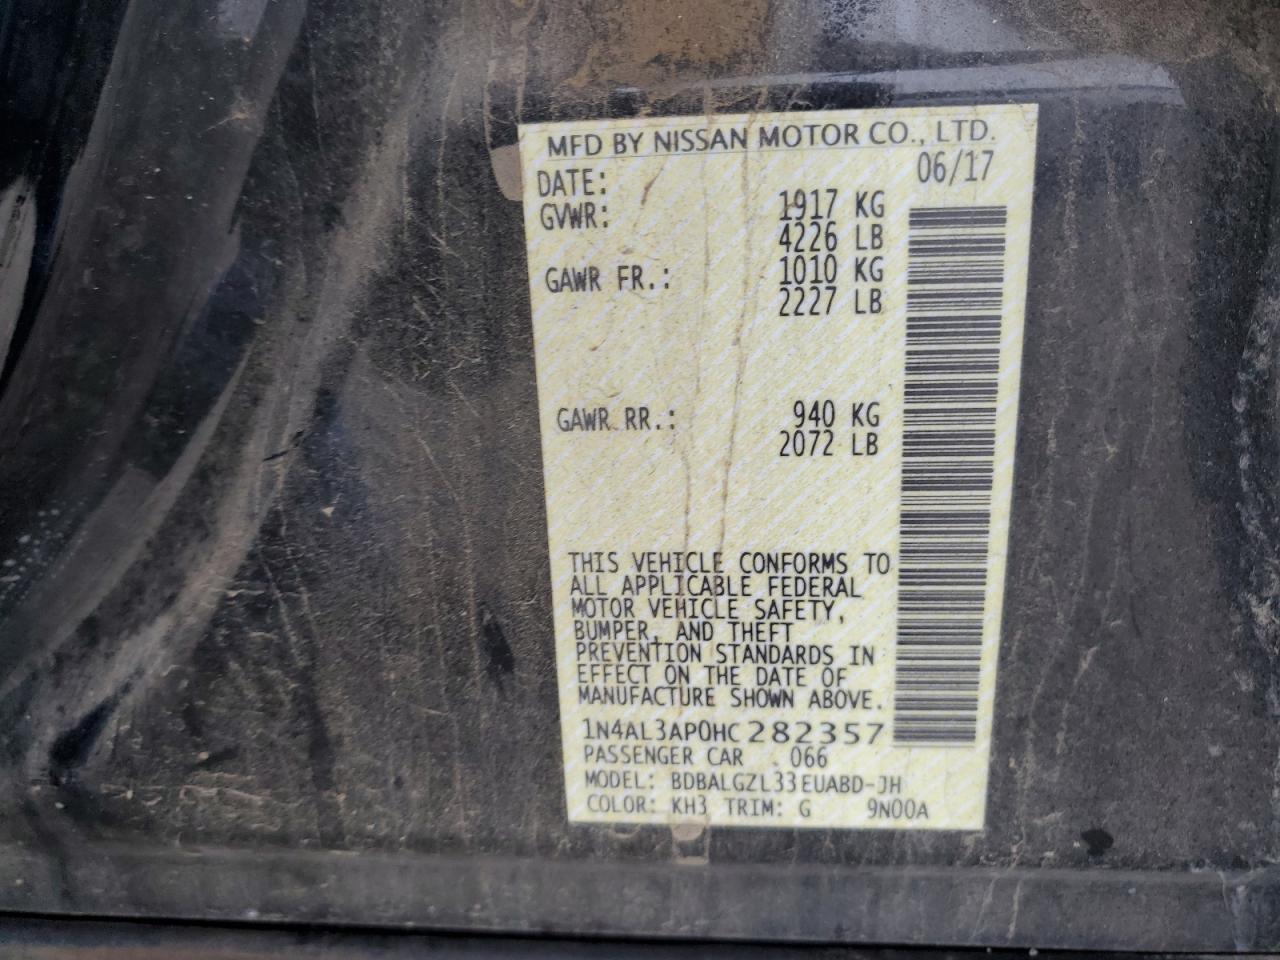 MFD BY NISSAN MOTOR CO., LTD.
DATE: 06/17
GVWR: 1917 KG
4226 LB
GAWR FR.: 1010 KG
2227 LB
GAWR RR.: 940 KG
2072 LB
THIS VEHICLE CONFORMS TO
ALL APPLICABLE FEDERAL
MOTOR VEHICLE SAFETY,
BUMPER, AND THEFT
PREVENTION STANDARDS IN
EFFECT ON THE DATE OF
MANUFACTURE SHOWN ABOVE.
1N4AL3AP0HC282357
PASSENGER CAR 066
MODEL: BDBALGZL33EUABD-JH
COLOR: KH3 TRIM: G 9N00A